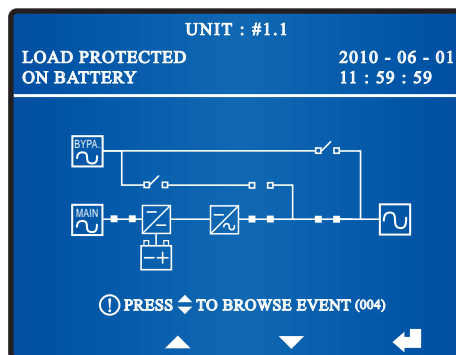 UNIT : #1.1
LOAD PROTECTED 2010 - 06 - 01
ON BATTERY 11 : 59 : 59
BYPA.
MAIN
! PRESS TO BROWSE EVENT (004)